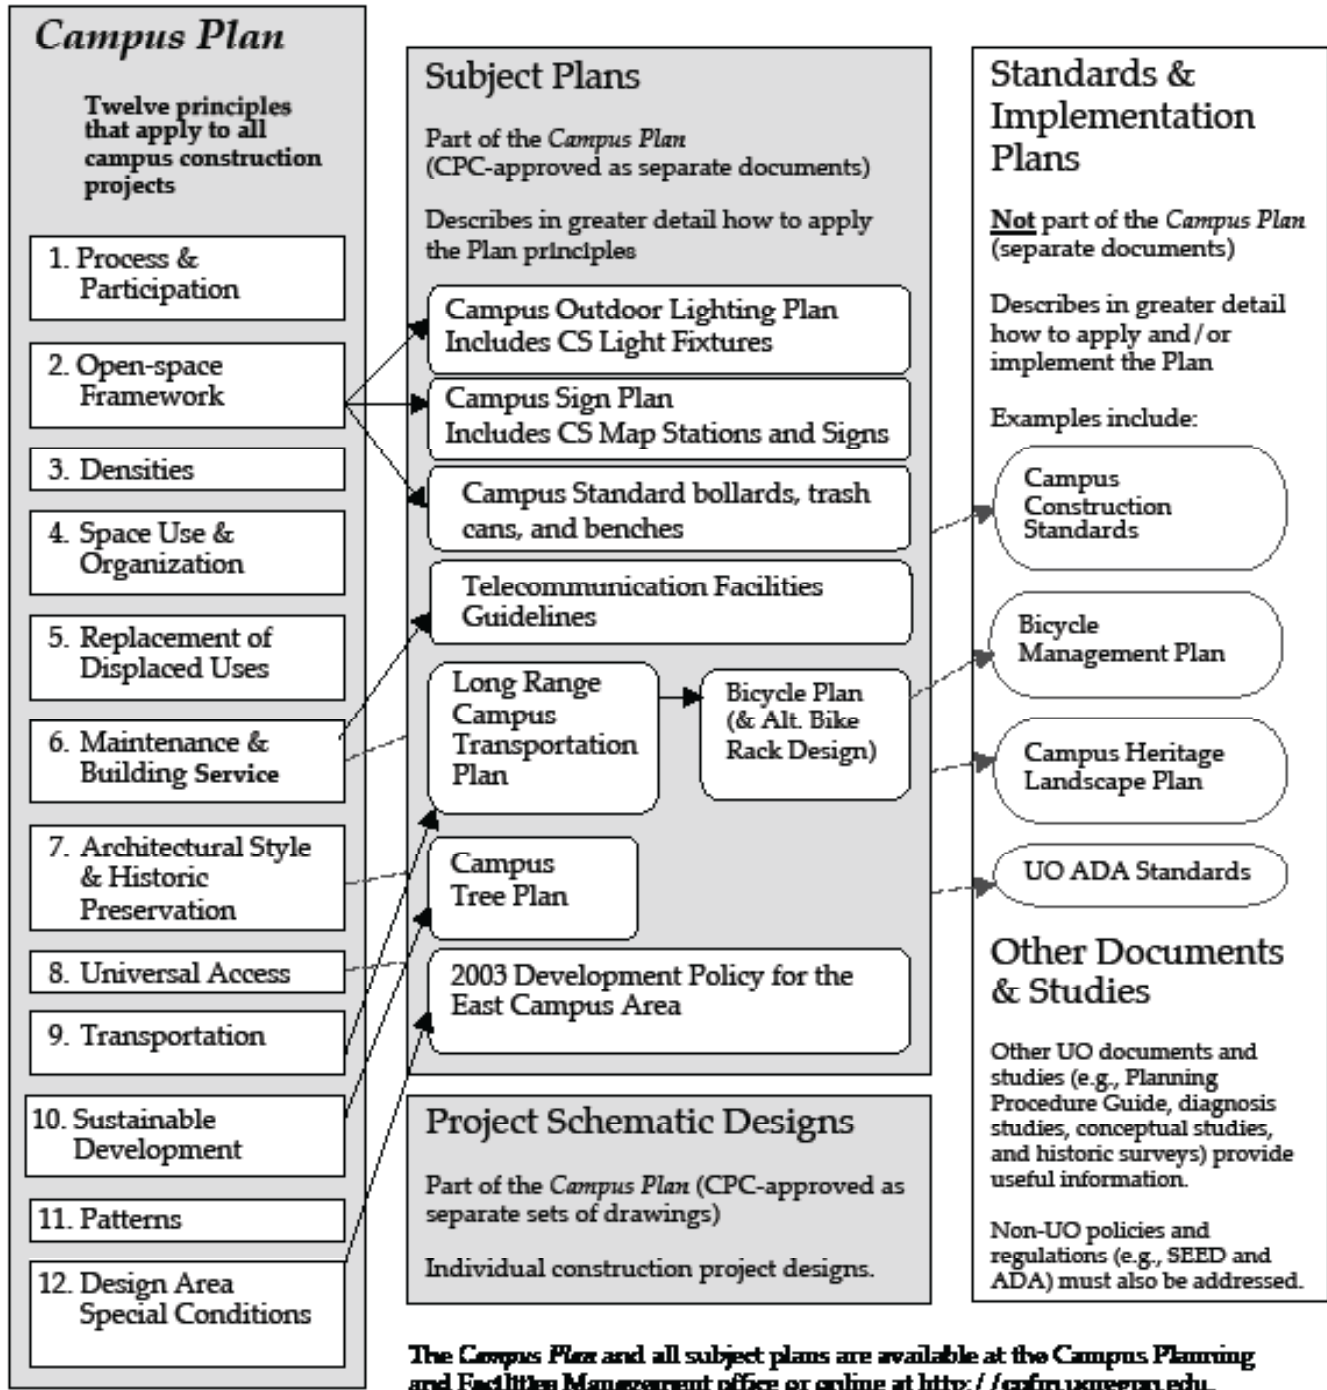 Campus Plan
Twelve principles
that apply to all
campus construction
projects
1. Process &
Participation
2. Open-space
Framework
3. Densities
4. Space Use &
Organization
5. Replacement of
Displaced Uses
6. Maintenance &
Building Service
7. Architectural Style
& Historic
Preservation
8. Universal Access
9. Transportation
10. Sustainable
Development
11. Patterns
12. Design Area
Special Conditions
Subject Plans
Part of the Campus Plan
(CPC-approved as separate documents)
Describes in greater detail how to apply
the Plan principles
Campus Outdoor Lighting Plan
Includes CS Light Fixtures
Campus Sign Plan
Includes CS Map Stations and Signs
Campus Standard bollards, trash
cans, and benches
Telecommunication Facilities
Guidelines
Long Range
Campus
Transportation
Plan
Bicycle Plan
(& Alt. Bike
Rack Design)
Campus
Tree Plan
2003 Development Policy for the
East Campus Area
Project Schematic Designs
Part of the Campus Plan (CPC-approved as
separate sets of drawings)
Individual construction project designs.
The Campus Plan and all subject plans are available at the Campus Planning
and Facilities Management office or online at
Standards &
Implementation
Plans
Not part of the Campus Plan
(separate documents)
Describes in greater detail
how to apply and/or
implement the Plan
Examples include:
Campus
Construction
Standards
Bicycle
Management Plan
Campus Heritage
Landscape Plan
UO ADA Standards
Other Documents
& Studies
Other UO documents and
studies (e.g., Planning
Procedure Guide, diagnosis
studies, conceptual studies,
and historic surveys) provide
useful information.
Non-UO policies and
regulations (e.g., SEED and
ADA) must also be addressed.